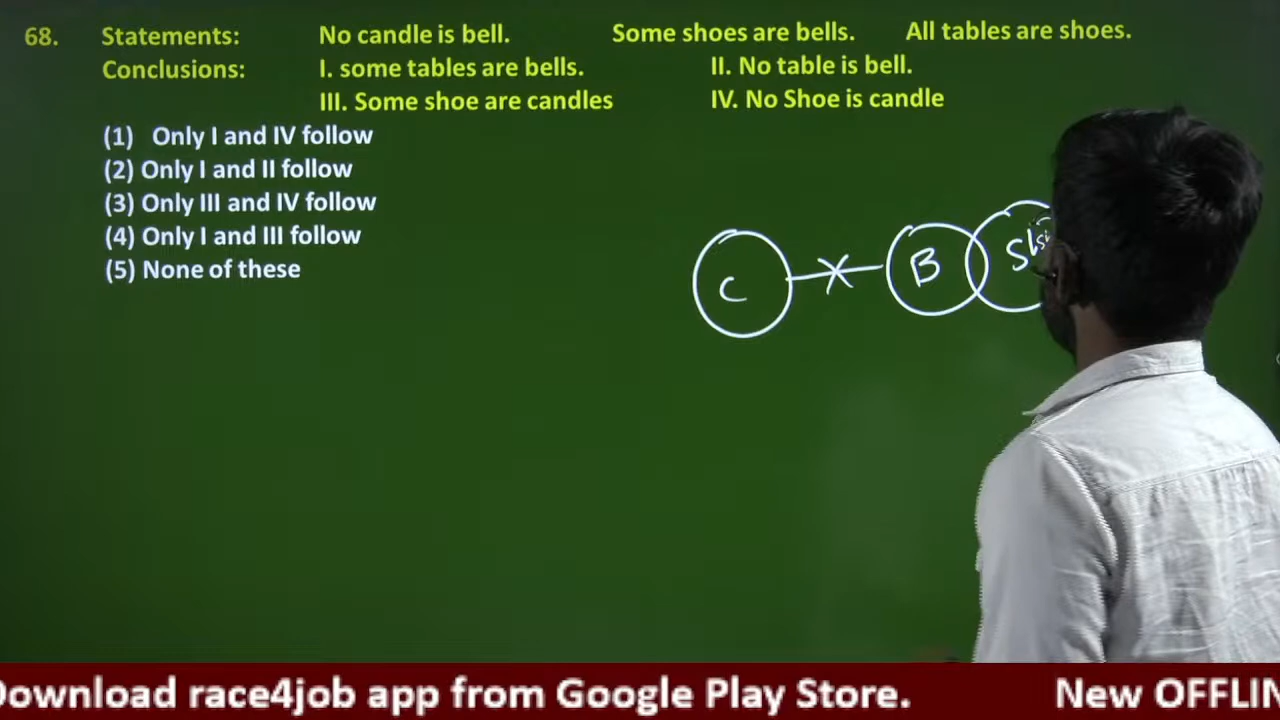 68. Statements: No candle is bell. Some shoes are bells. All tables are shoes.
Conclusions: I. some tables are bells. II. No table is bell.
III. Some shoe are candles IV. No Shoe is candle
(1) Only I and IV follow
(2) Only I and II follow
(3) Only III and IV follow
(4) Only I and III follow
(5) None of these
C B S
Download race4job app from Google Play Store. New